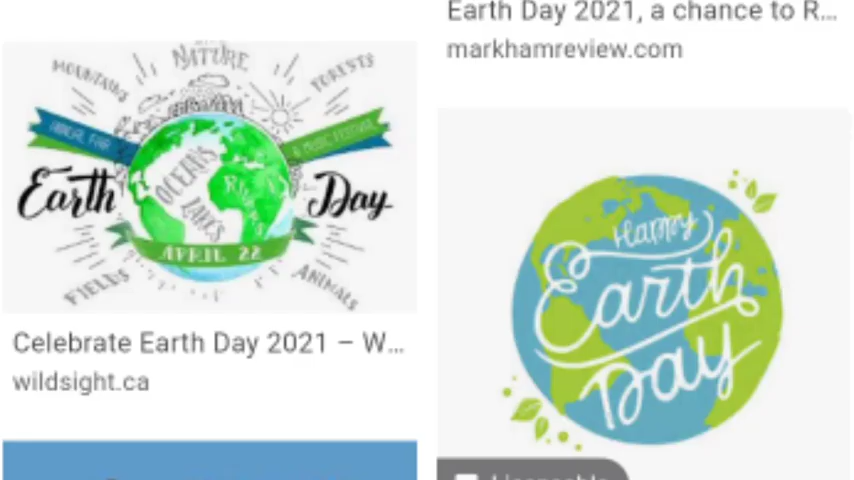 Earth Day 2021, a chance to R...
markhamreview.com
NATURE
MOUNTAINS
FORESTS
ANNUAL FAIR
& MUSIC FESTIVAL
OCEANS
RIVERS
LAKES
Earth Day
APRIL 22
FIELDS
ANIMALS
Celebrate Earth Day 2021 – W...
wildsight.ca
Happy
Earth
Day